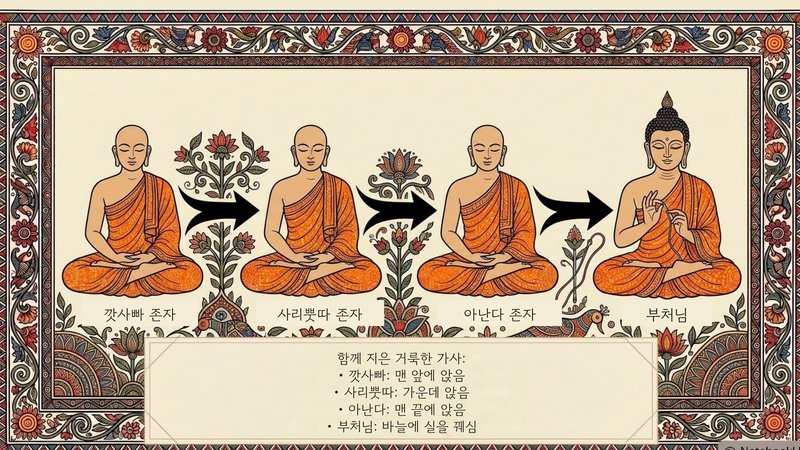 깟사빠 존자
사리뿟따 존자
아난다 존자
부처님
함께 지은 거룩한 가사:
• 깟사빠: 맨 앞에 앉음
• 사리뿟따: 가운데 앉음
• 아난다: 맨 끝에 앉음
• 부처님: 바늘에 실을 꿰심